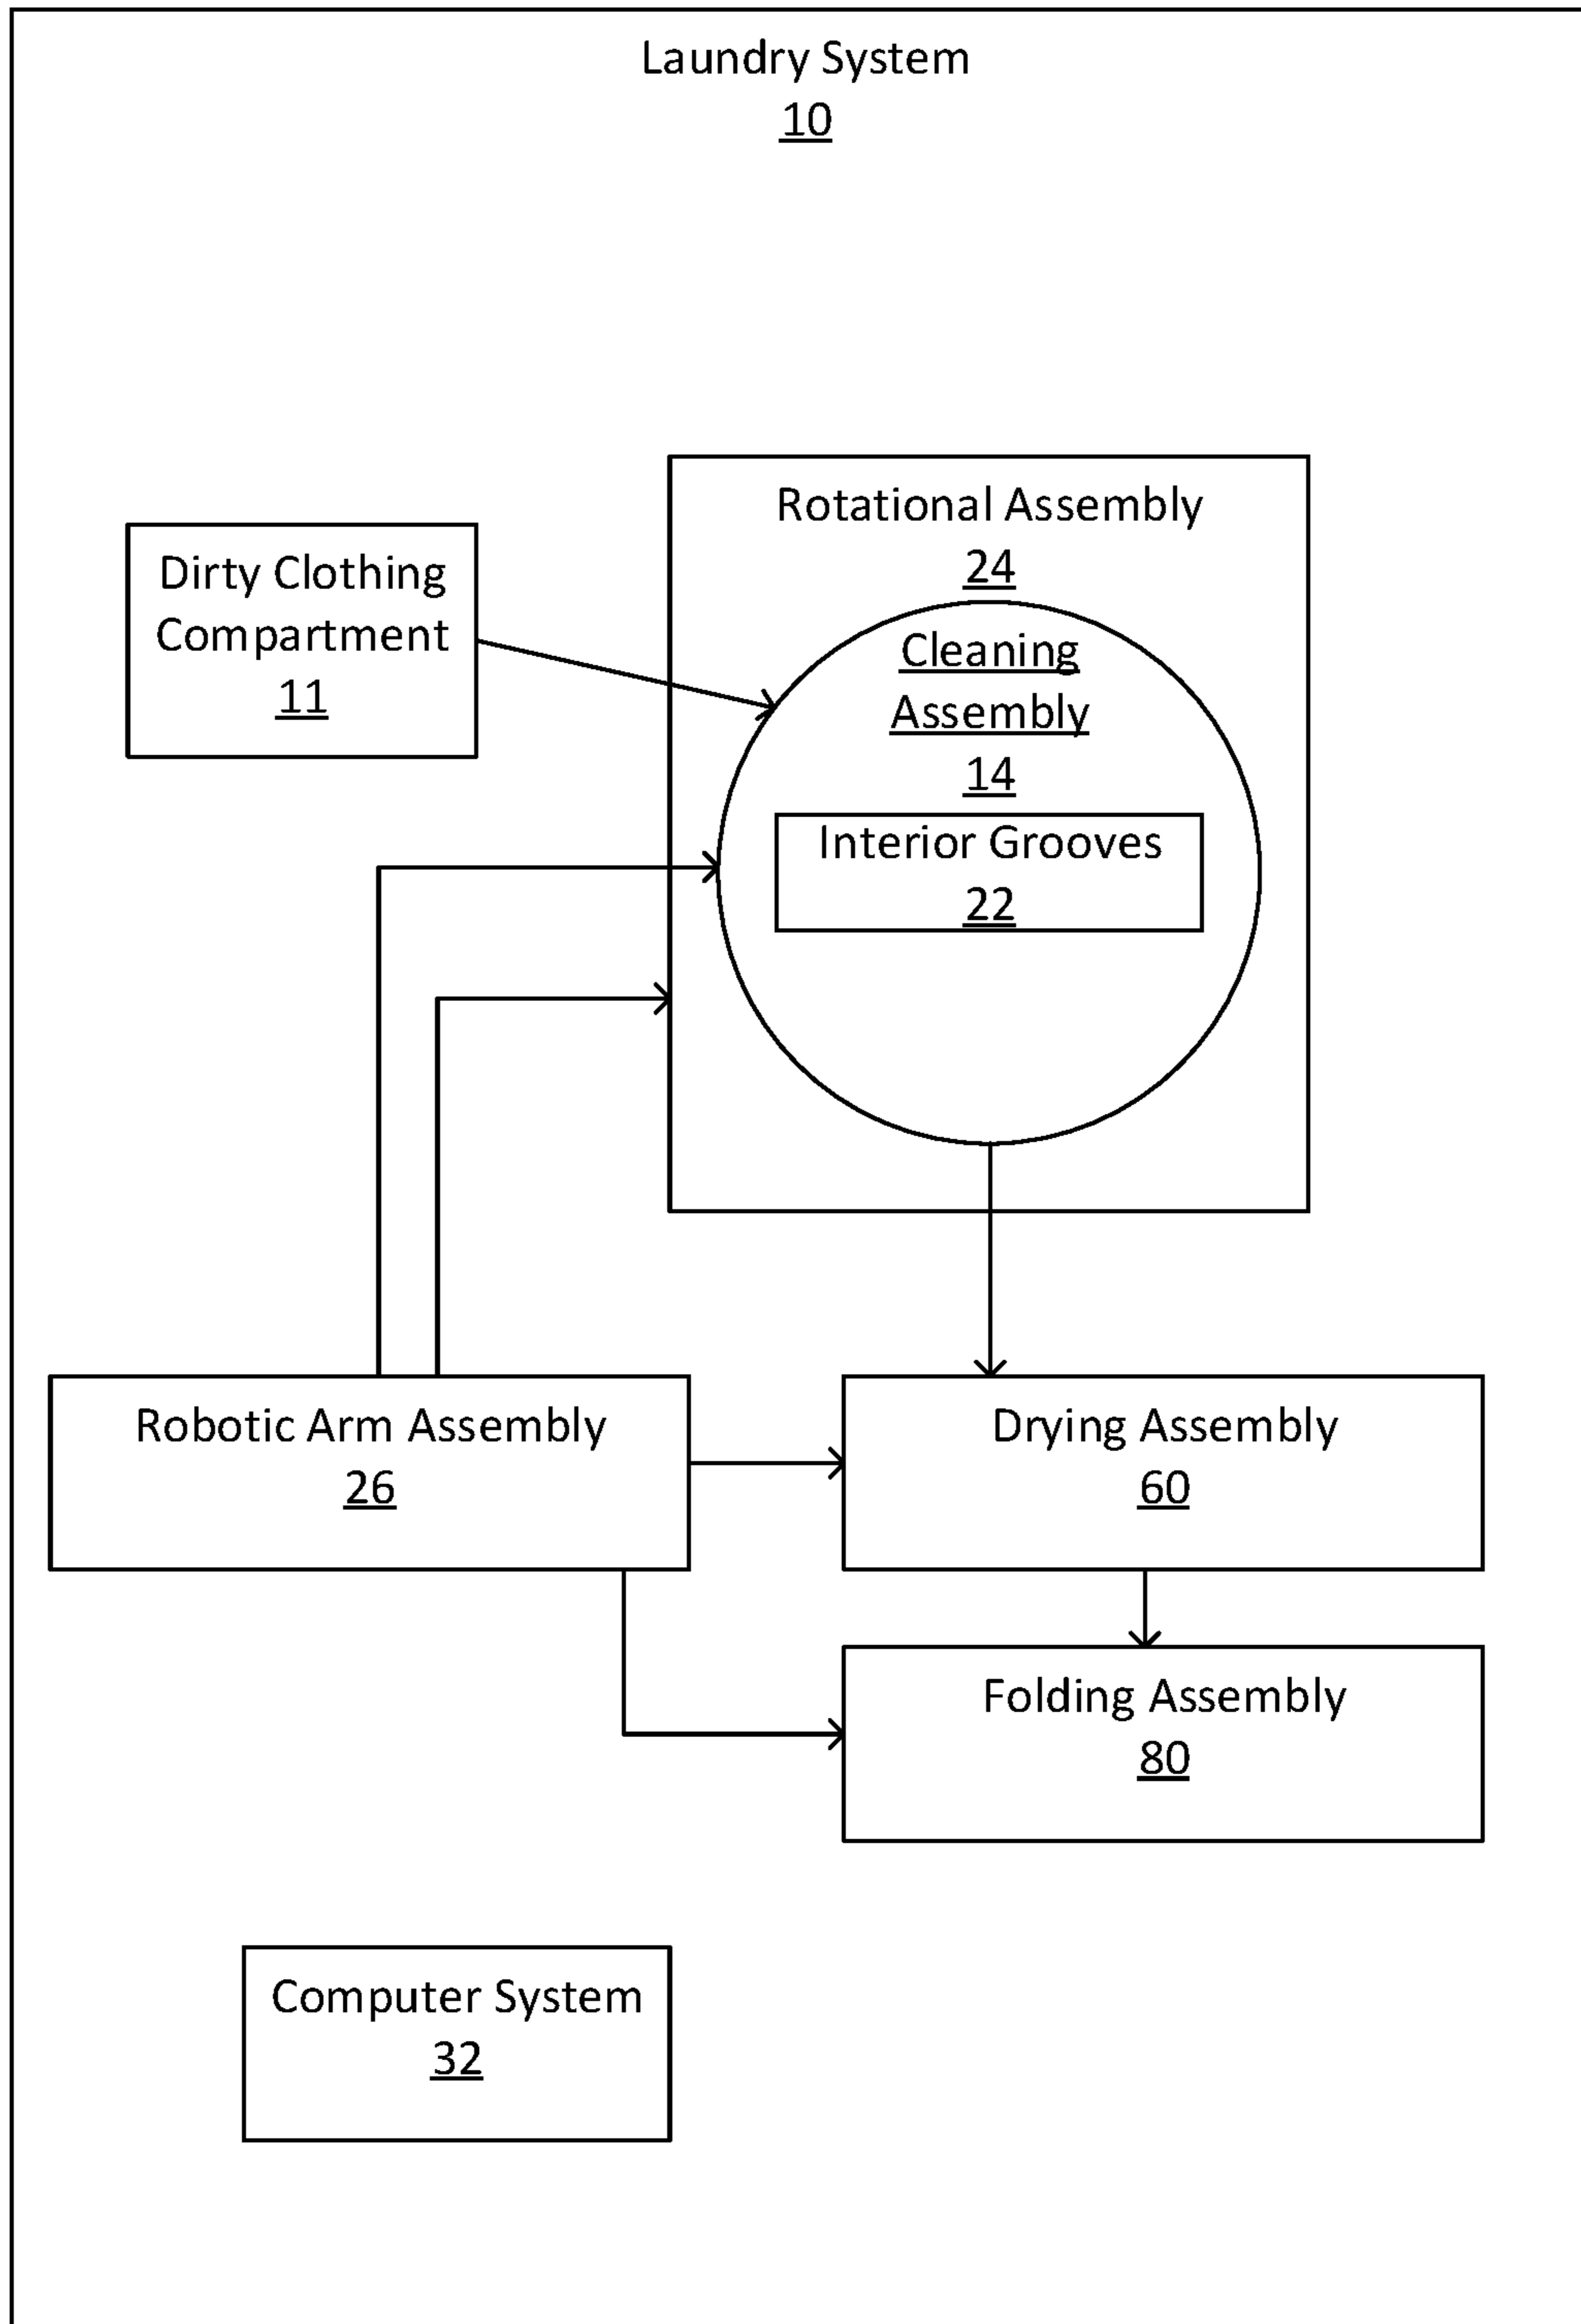 Laundry System
10
Rotational Assembly
24
Dirty Clothing
Compartment
11
Cleaning
Assembly
14
Interior Grooves
22
Robotic Arm Assembly
26
Drying Assembly
60
Folding Assembly
80
Computer System
32